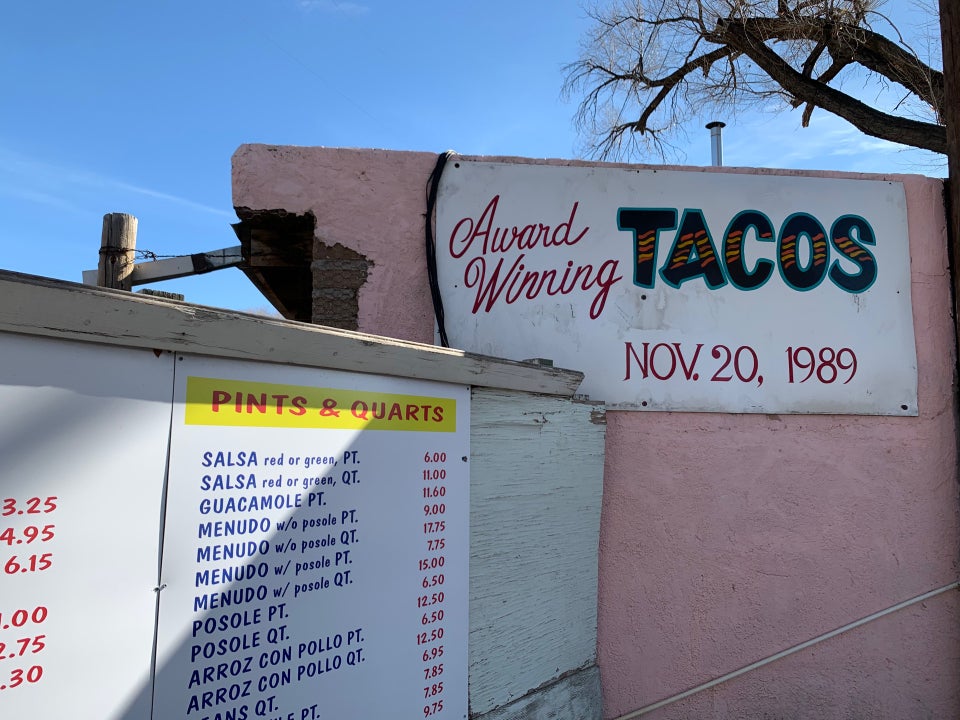 Award
Winning TACOS
NOV. 20, 1989
PINTS & QUARTS
SALSA red or green, PT. 6.00
SALSA red or green, QT. 11.00
GUACAMOLE PT. 11.60
MENUDO w/o posole PT. 9.00
MENUDO w/o posole QT. 17.75
MENUDO w/ posole PT. 7.75
MENUDO w/ posole QT. 15.00
POSOLE PT. 6.50
POSOLE QT. 12.50
ARROZ CON POLLO PT. 6.50
ARROZ CON POLLO QT. 12.50
QT. 6.95
PT. 7.85
7.85
9.75
3.25
4.95
6.15
.00
2.75
.30